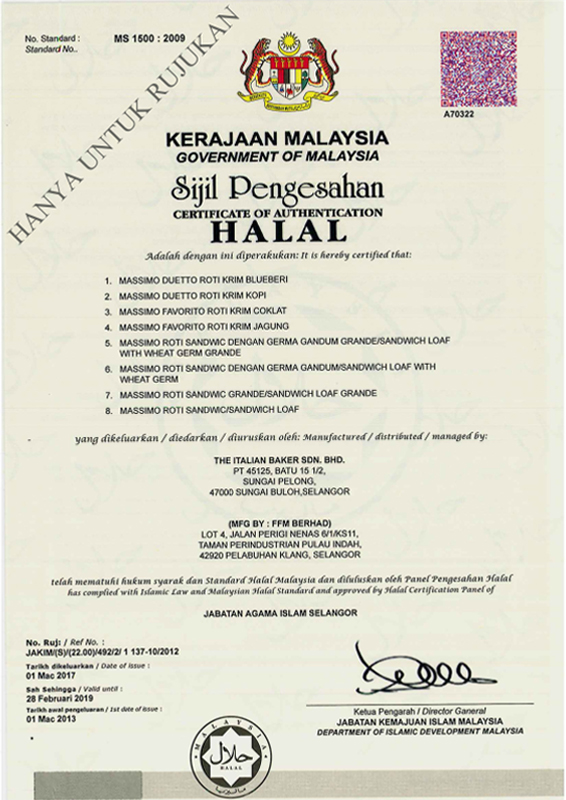 No. Standard : MS 1500 : 2009
Standard No..
HANYA UNTUK RUJUKAN
A70322
KERAJAAN MALAYSIA
GOVERNMENT OF MALAYSIA
Sijil Pengesahan
CERTIFICATE OF AUTHENTICATION
HALAL
Adalah dengan ini diperakukan: It is hereby certified that:
1. MASSIMO DUETTO ROTI KRIM BLUEBERI
2. MASSIMO DUETTO ROTI KRIM KOPI
3. MASSIMO FAVORITO ROTI KRIM COKLAT
4. MASSIMO FAVORITO ROTI KRIM JAGUNG
5. MASSIMO ROTI SANDWIC DENGAN GERMA GANDUM GRANDE/SANDWICH LOAF
WITH WHEAT GERM GRANDE
6. MASSIMO ROTI SANDWIC DENGAN GERMA GANDUM/SANDWICH LOAF WITH
WHEAT GERM
7. MASSIMO ROTI SANDWIC GRANDE/SANDWICH LOAF GRANDE
8. MASSIMO ROTI SANDWIC/SANDWICH LOAF
yang dikeluarkan / diedarkan / diuruskan oleh: Manufactured / distributed / managed by:
THE ITALIAN BAKER SDN. BHD.
PT 45125, BATU 15 1/2,
SUNGAI PELONG,
47000 SUNGAI BULOH,SELANGOR
(MFG BY : FFM BERHAD)
LOT 4, JALAN PERIGI NENAS 6/1/KS11,
TAMAN PERINDUSTRIAN PULAU INDAH,
42920 PELABUHAN KLANG, SELANGOR
telah mematuhi hukum syarak dan Standard Halal Malaysia dan diluluskan oleh Panel Pengesahan Halal
has complied with Islamic Law and Malaysian Halal Standard and approved by Halal Certification Panel of
JABATAN AGAMA ISLAM SELANGOR
No. Ruj: / Ref No. :
JAKIM/(S)/(22.00)/492/2/ 1 137-10/2012
Tarikh dikeluarkan / Date of issue :
01 Mac 2017
Sah Sehingga / Valid until :
28 Februari 2019
Tarikh awal pengeluaran / 1st date of issue :
01 Mac 2013
Ketua Pengarah / Director Ganeral
JABATAN KEMAJUAN ISLAM MALAYSIA
DEPARTMENT OF ISLAMIC DEVELOPMENT MALAYSIA
MALAYSIA
حلال
HALAL
ماليزيا